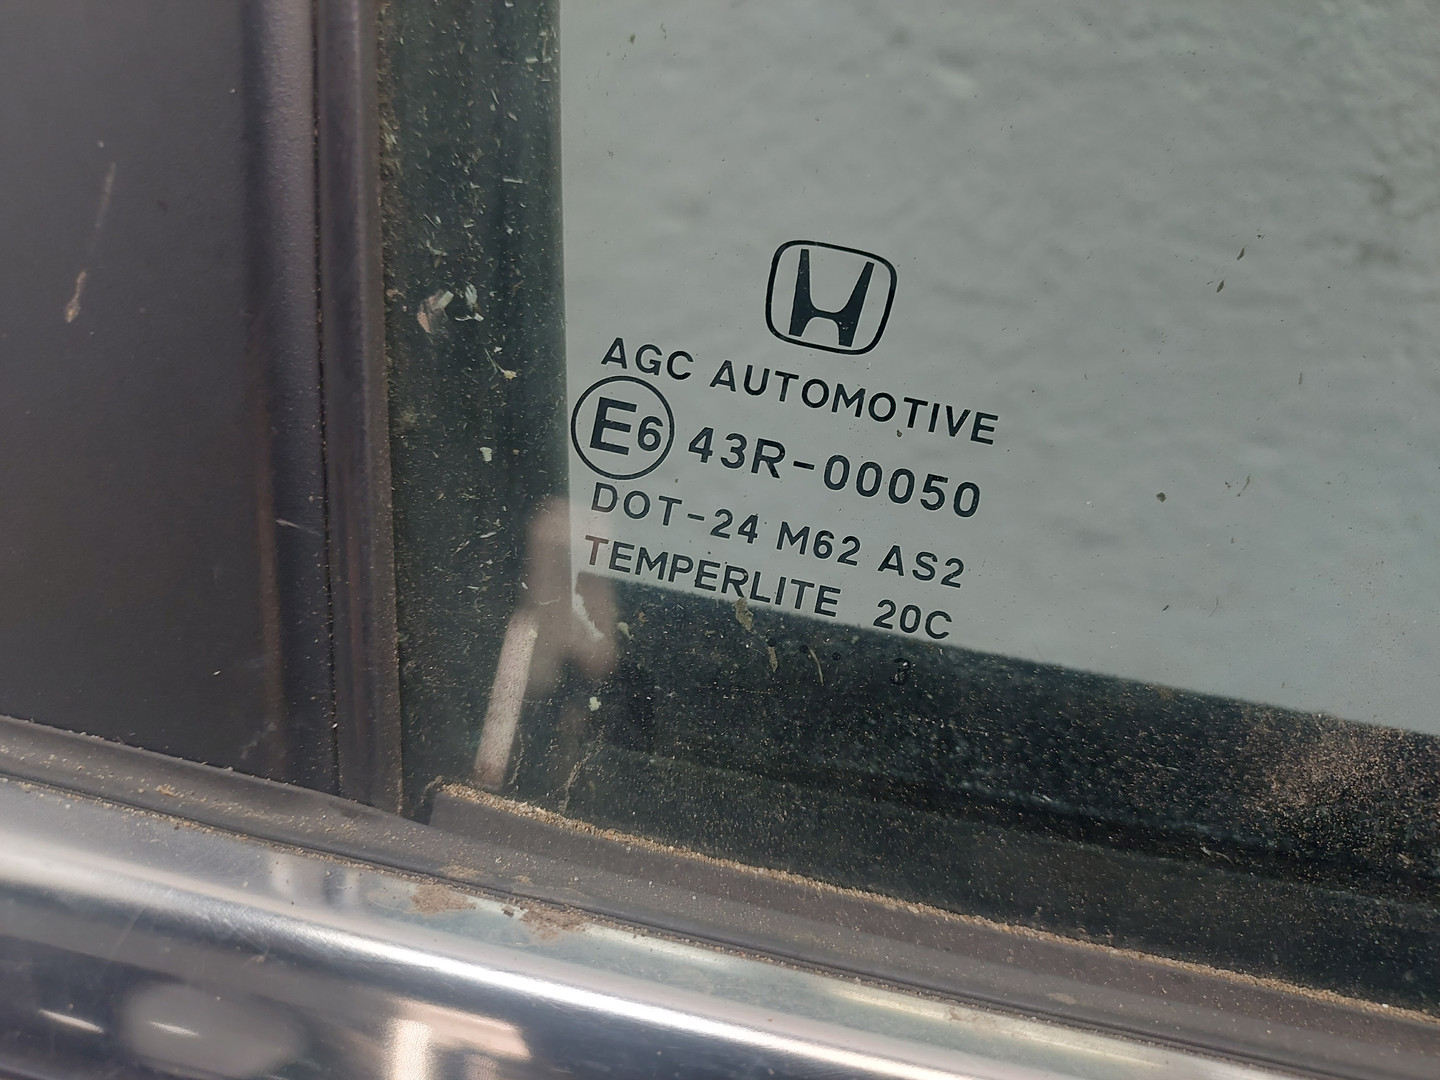 AGC AUTOMOTIVE
E6 43R-00050
DOT-24 M62 AS2
TEMPERLITE 20C